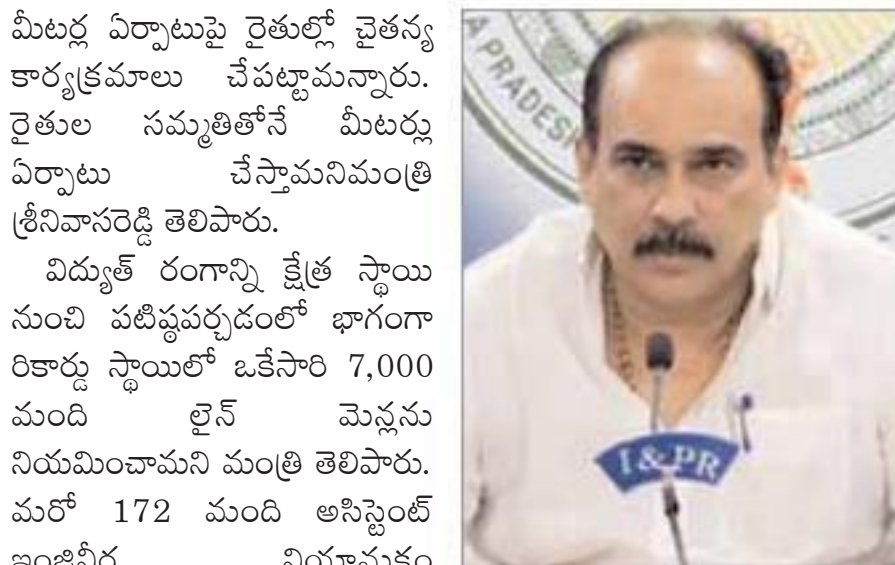 మీటర్ల ఏర్పాటుపై రైతుల్లో చైతన్య
కార్యక్రమాలు చేపట్టామన్నారు.
రైతుల సమ్మతితోనే మీటర్లు
ఏర్పాటు చేస్తామనిమంత్రి
శ్రీనివాసరెడ్డి తెలిపారు.
విద్యుత్ రంగాన్ని క్షేత్ర స్థాయి
నుంచి పటిష్ఠపర్చడంలో భాగంగా
రికార్డు స్థాయిలో ఒకేసారి 7,000
మంది లైన్ మెన్లను
నియమించామని మంత్రి తెలిపారు.
మరో 172 మంది అసిస్టెంట్
A PRADESH
I & PR